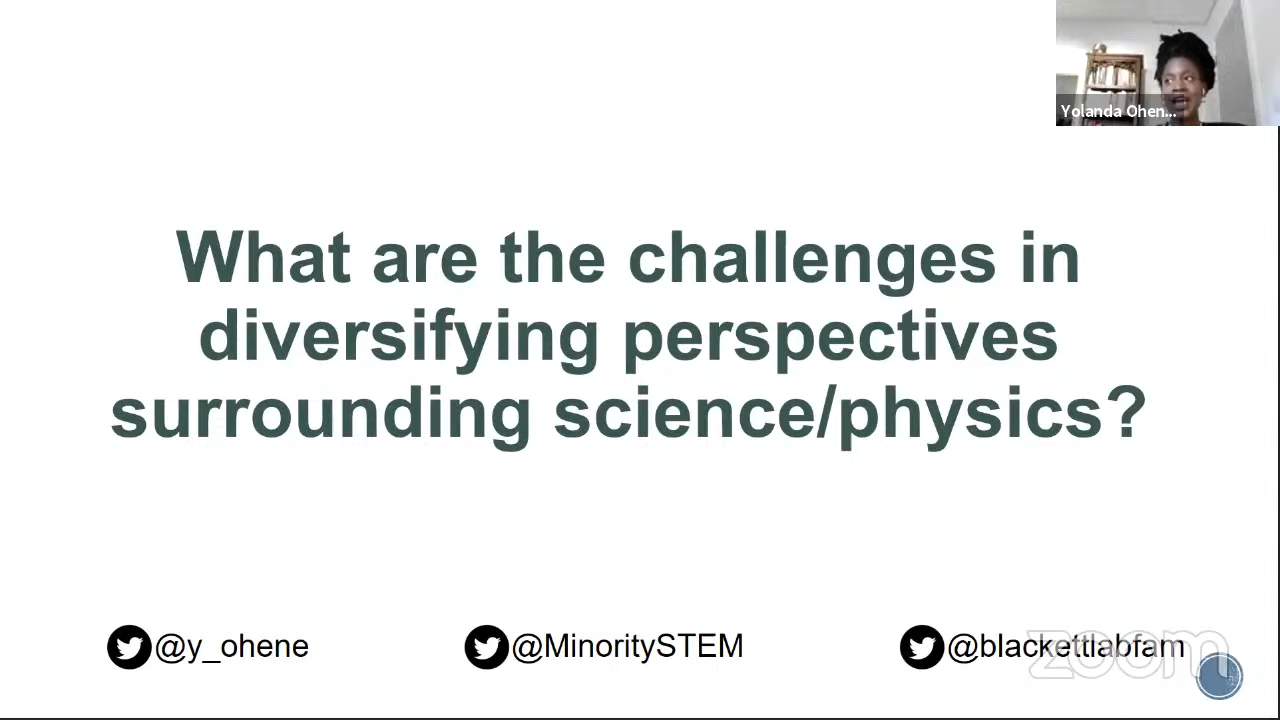 Yolanda Ohen...
What are the challenges in
diversifying perspectives
surrounding science/physics?
@y_ohene
@MinoritySTEM
@blackettlabfam
zoom